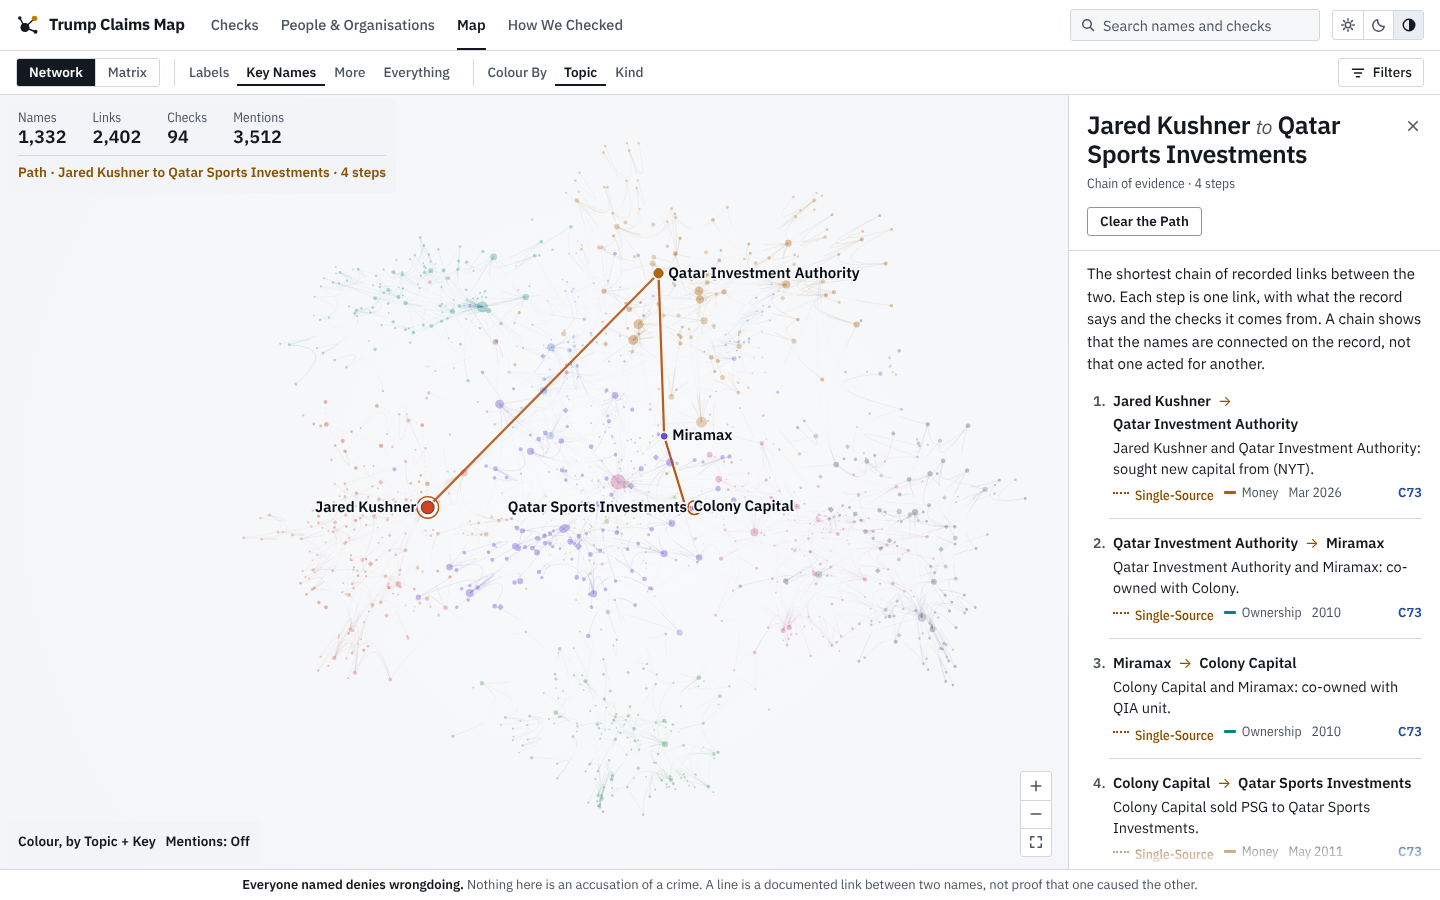 Trump Claims Map
Checks
People & Organisations
Map
How We Checked
Search names and checks
Network
Matrix
Labels
Key Names
More
Everything
Colour By
Topic
Kind
Filters
Names
Links
Checks
Mentions
1,332
2,402
94
3,512
Path · Jared Kushner to Qatar Sports Investments · 4 steps
Qatar Investment Authority
Miramax
Jared Kushner
Qatar Sports Investments
Colony Capital
Colour, by Topic + Key
Mentions: Off
Jared Kushner to Qatar
Sports Investments
Chain of evidence · 4 steps
Clear the Path
The shortest chain of recorded links between the
two. Each step is one link, with what the record
says and the checks it comes from. A chain shows
that the names are connected on the record, not
that one acted for another.
1. Jared Kushner →
Qatar Investment Authority
Jared Kushner and Qatar Investment Authority:
sought new capital from (NYT).
Single-Source Money Mar 2026 C73
2. Qatar Investment Authority → Miramax
Qatar Investment Authority and Miramax: co-
owned with Colony.
Single-Source Ownership 2010 C73
3. Miramax → Colony Capital
Colony Capital and Miramax: co-owned with
QIA unit.
Single-Source Ownership 2010 C73
4. Colony Capital → Qatar Sports Investments
Colony Capital sold PSG to Qatar Sports
Investments.
Single-Source Money May 2011 C73
Everyone named denies wrongdoing. Nothing here is an accusation of a crime. A line is a documented link between two names, not proof that one caused the other.